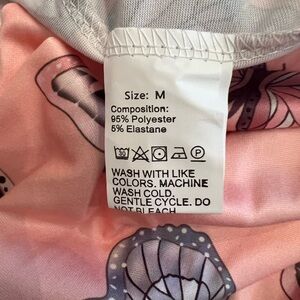 Size: M
Composition:
95% Polyester
5% Elastane
WASH WITH LIKE
COLORS. MACHINE
WASH COLD.
GENTLE CYCLE. DO
NOT BLEACH